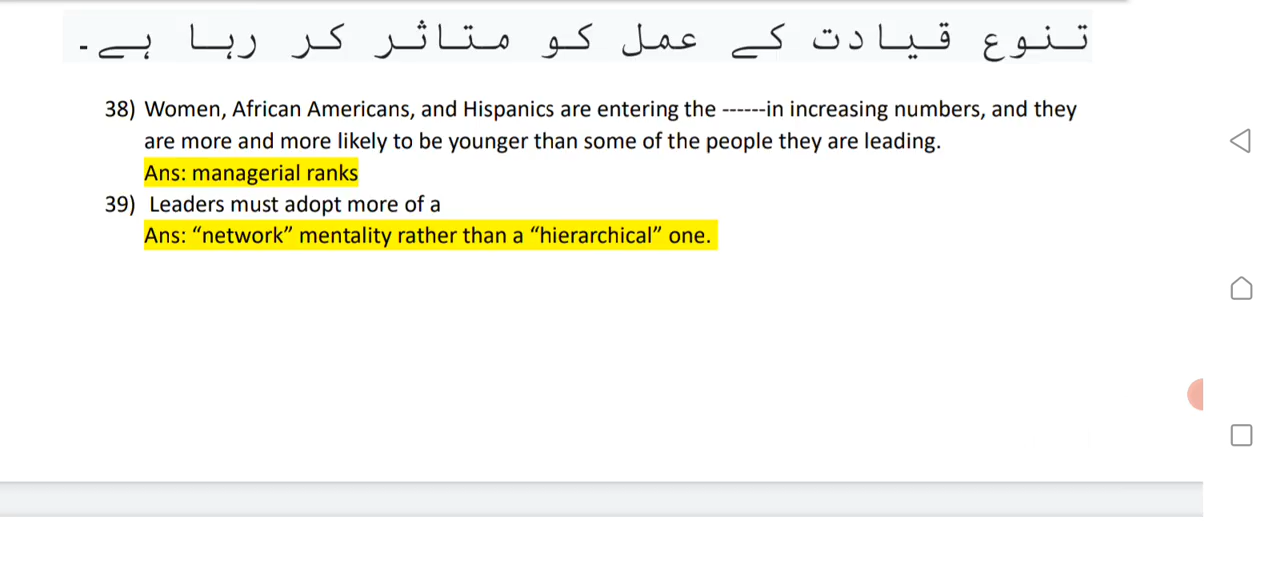 تنوع قیادت کے عمل کو متاثر کر رہا ہے۔
38) Women, African Americans, and Hispanics are entering the ------in increasing numbers, and they
are more and more likely to be younger than some of the people they are leading.
Ans: managerial ranks
39) Leaders must adopt more of a
Ans: “network” mentality rather than a “hierarchical” one.